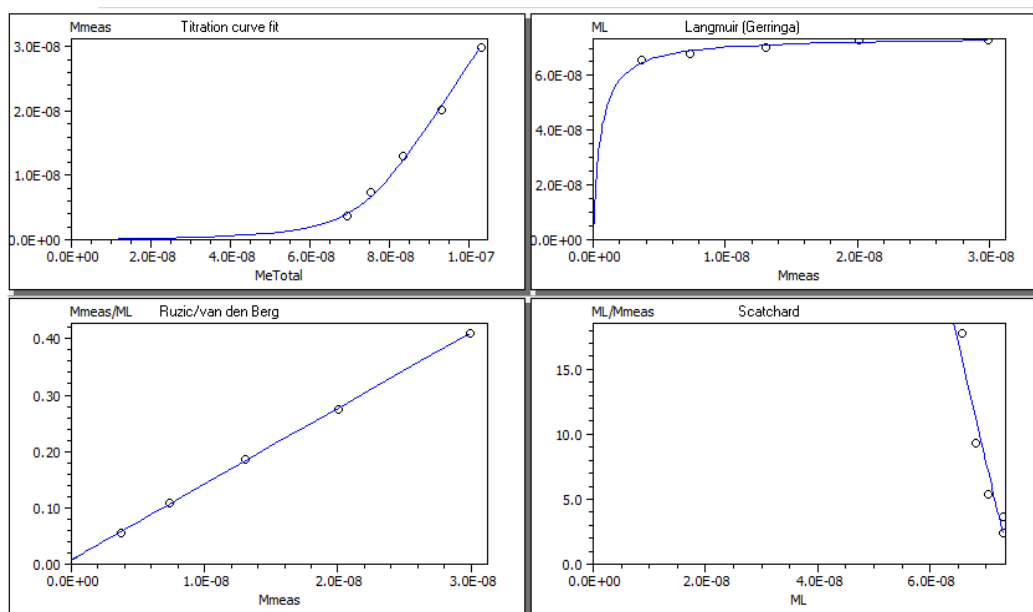 Mmeas Titration curve fit
3.0E-08
2.0E-08
1.0E-08
0.0E+00
0.0E+00 2.0E-08 4.0E-08 6.0E-08 8.0E-08 1.0E-07
MeTotal
ML Langmuir (Gerringa)
6.0E-08
4.0E-08
2.0E-08
0.0E+00
0.0E+00 1.0E-08 2.0E-08 3.0E-08
Mmeas
Mmeas/ML Ruzic/van den Berg
0.40
0.30
0.20
0.10
0.00
0.0E+00 1.0E-08 2.0E-08 3.0E-08
Mmeas
ML/Mmeas Scatchard
15.0
10.0
5.0
0.0
0.0E+00 2.0E-08 4.0E-08 6.0E-08
ML